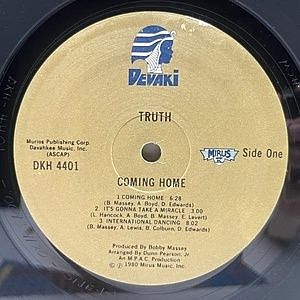 DEVAKI
TRUTH
Murios Publishing Corp.
Davahkee Music, Inc.
(ASCAP)
DKH 4401
MIRUS
Side One
COMING HOME
1 COMING HOME 6:28
(B. Massey, A. Boyd, D. Edwards)
2. IT'S GONNA TAKE A MIRACLE 3:00
(L. Hancock, A. Boyd, B. Massey, E. Levert)
3 INTERNATIONAL DANCING 8:02
(B. Massey, A. Lewis, B. Colburn, D. Edwards)
Produced by Bobby Massey
Arranged by Dunn Pearson, Jr
An M.P.A.C. Production
Ⓟ 1980 Mirus Music, Inc.